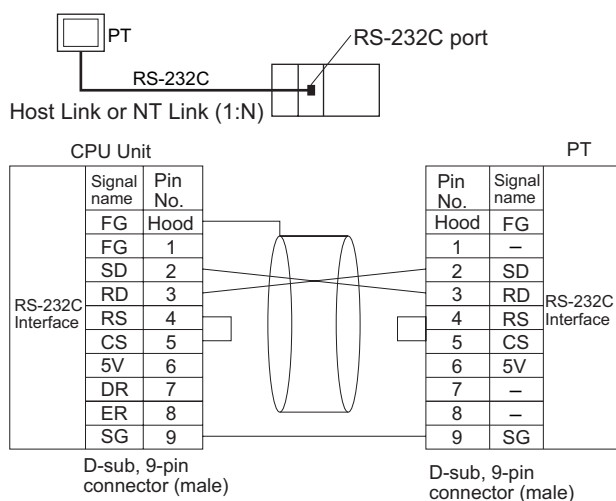 PT
RS-232C port
RS-232C
Host Link or NT Link (1:N)
CPU Unit
PT
RS-232C Interface
Signal name Pin No.
FG Hood
FG 1
SD 2
RD 3
RS 4
CS 5
5V 6
DR 7
ER 8
SG 9
Pin No. Signal name
Hood FG
1 –
2 SD
3 RD
4 RS
5 CS
6 5V
7 –
8 –
9 SG
RS-232C Interface
D-sub, 9-pin
connector (male)
D-sub, 9-pin
connector (male)